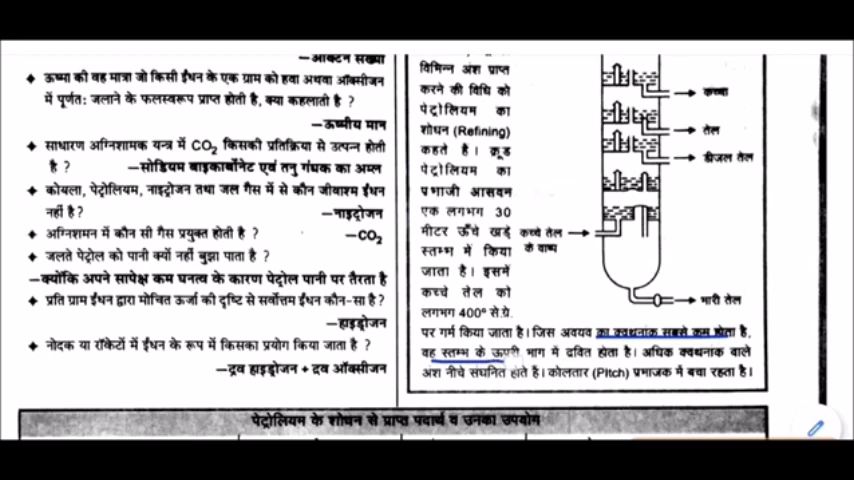 —ऑक्टेन संख्या
✦ ऊष्मा की वह मात्रा जो किसी ईंधन के एक ग्राम को हवा अथवा ऑक्सीजन
में पूर्णतः जलाने के फलस्वरूप प्राप्त होती है, क्या कहलाती है ?
—ऊष्मीय मान
✦ साधारण अग्निशामक यन्त्र में CO₂ किसकी प्रतिक्रिया से उत्पन्न होती
है ? —सोडियम बाइकार्बोनेट एवं तनु गंधक का अम्ल
✦ कोयला, पेट्रोलियम, नाइट्रोजन तथा जल गैस में से कौन जीवाश्म ईंधन
नहीं है? —नाइट्रोजन
✦ अग्निशमन में कौन सी गैस प्रयुक्त होती है ? —CO₂
✦ जलते पेट्रोल को पानी क्यों नहीं बुझा पाता है ?
—क्योंकि अपने सापेक्ष कम घनत्व के कारण पेट्रोल पानी पर तैरता है
✦ प्रति ग्राम ईंधन द्वारा मोचित ऊर्जा की दृष्टि से सर्वोत्तम ईंधन कौन-सा है?
—हाइड्रोजन
✦ नोदक या रॉकेटों में ईंधन के रूप में किसका प्रयोग किया जाता है ?
—द्रव हाइड्रोजन + द्रव ऑक्सीजन
विभिन्न अंश प्राप्त
करने की विधि को
पेट्रोलियम का
शोधन (Refining)
कहते है। क्रूड
पेट्रोलियम का
प्रभाजी आसवन
एक लगभग 30
मीटर ऊँचे खड़े
स्तम्भ में किया
जाता है। इसमें
कच्चे तेल को
लगभग 400° से.ग्रे.
पर गर्म किया जाता है। जिस अवयव का क्वथनांक सबसे कम होता है,
वह स्तम्भ के ऊपरी भाग में द्रवित होता है। अधिक क्वथनांक वाले
अंश नीचे संघनित होते हैं। कोलतार (Pitch) प्रभाजक में बचा रहता है।
कच्चा
तेल
डीजल तेल
कच्चे तेल
के वाष्प
भारी तेल
पेट्रोलियम के शोधन से प्राप्त पदार्थ व उनका उपयोग